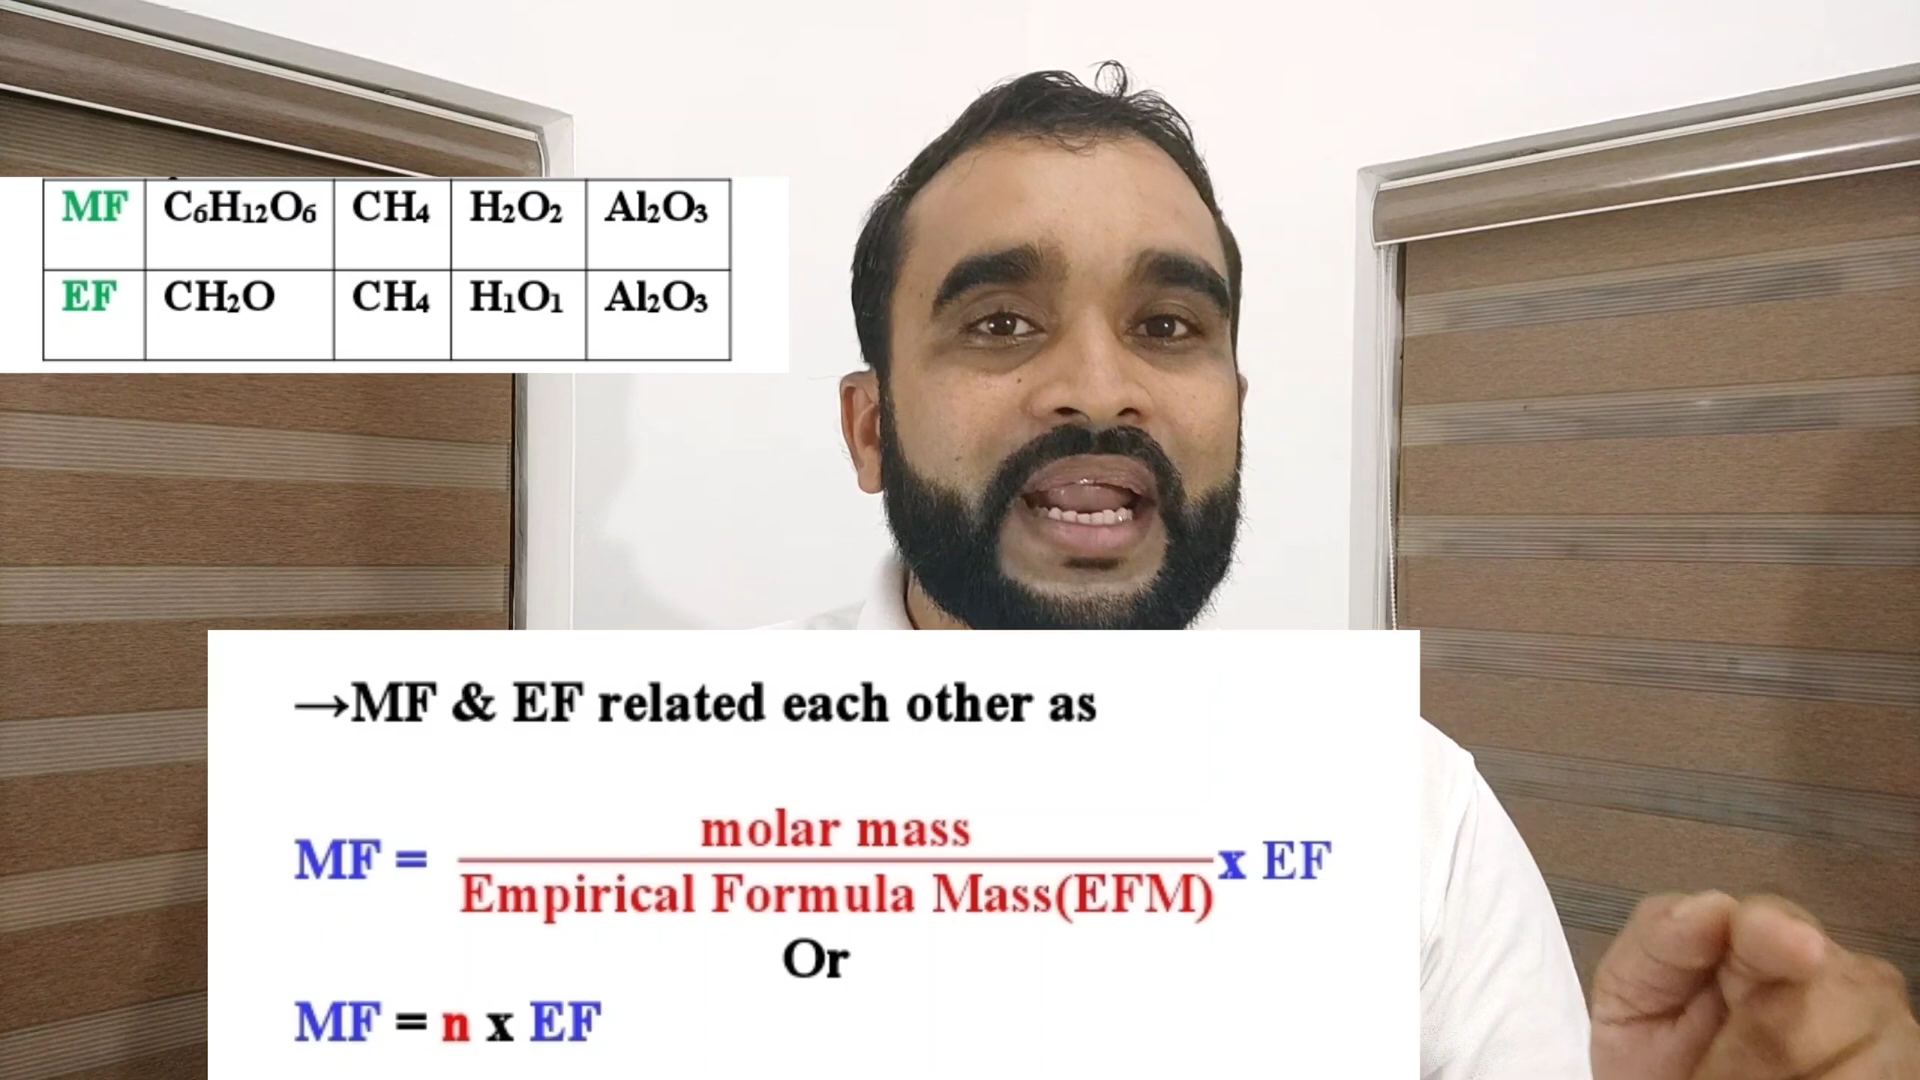 MF C₆H₁₂O₆ CH₄ H₂O₂ Al₂O₃
EF CH₂O CH₄ H₁O₁ Al₂O₃
→MF & EF related each other as
molar mass
MF = x EF
Empirical Formula Mass(EFM)
Or
MF = n x EF